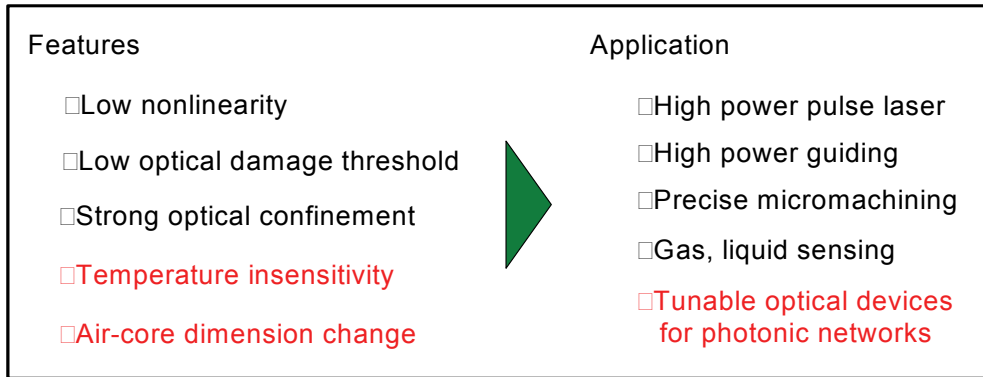 Features
□Low nonlinearity
□Low optical damage threshold
□Strong optical confinement
□Temperature insensitivity
□Air-core dimension change
Application
□High power pulse laser
□High power guiding
□Precise micromachining
□Gas, liquid sensing
□Tunable optical devices
for photonic networks